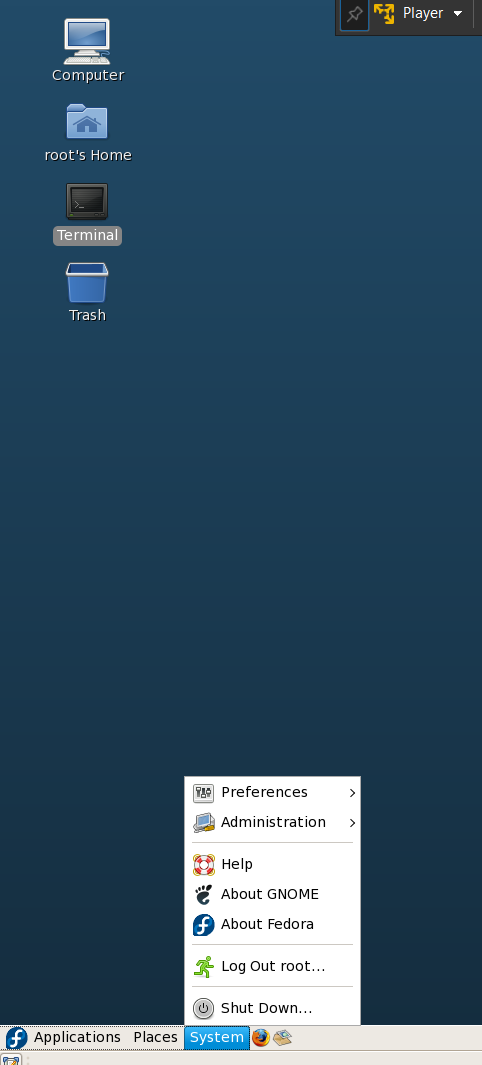 Player
Computer
root's Home
Terminal
Trash
Preferences
Administration
Help
About GNOME
About Fedora
Log Out root...
Shut Down...
Applications Places System